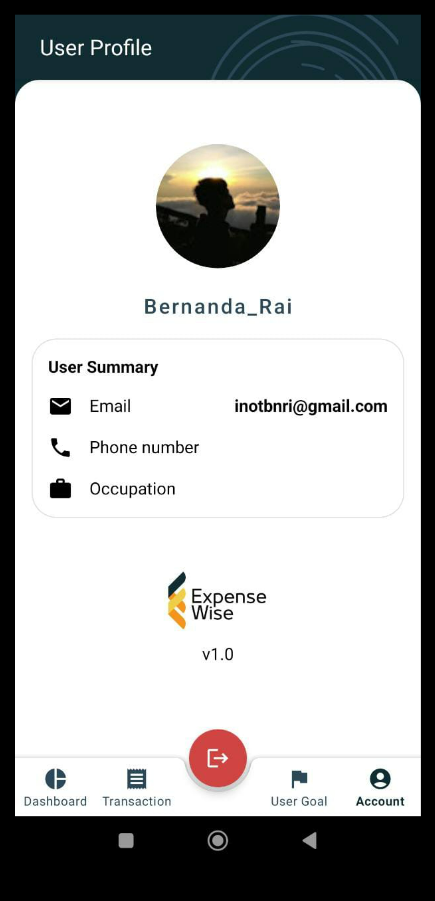 User Profile
Bernanda_Rai
User Summary
Email inotbnri@gmail.com
Phone number
Occupation
Expense
Wise
v1.0
Dashboard Transaction User Goal Account